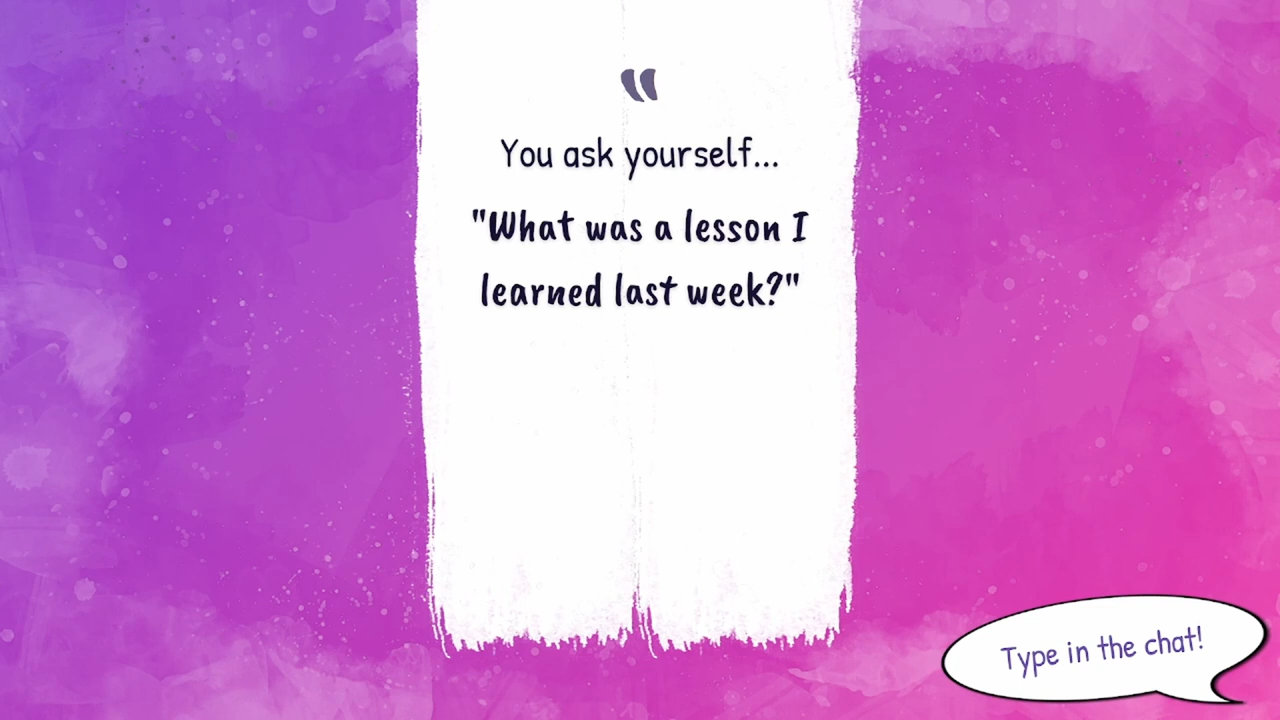 “
You ask yourself...
"What was a lesson I
learned last week?"
Type in the chat!